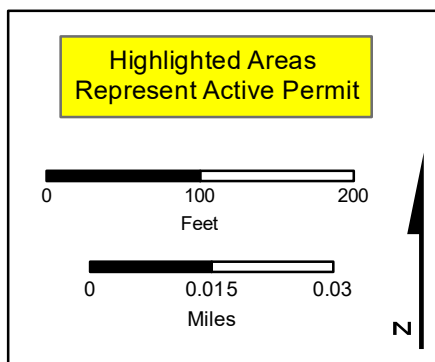 Highlighted Areas
Represent Active Permit
0 100 200
Feet
0 0.015 0.03
Miles
N